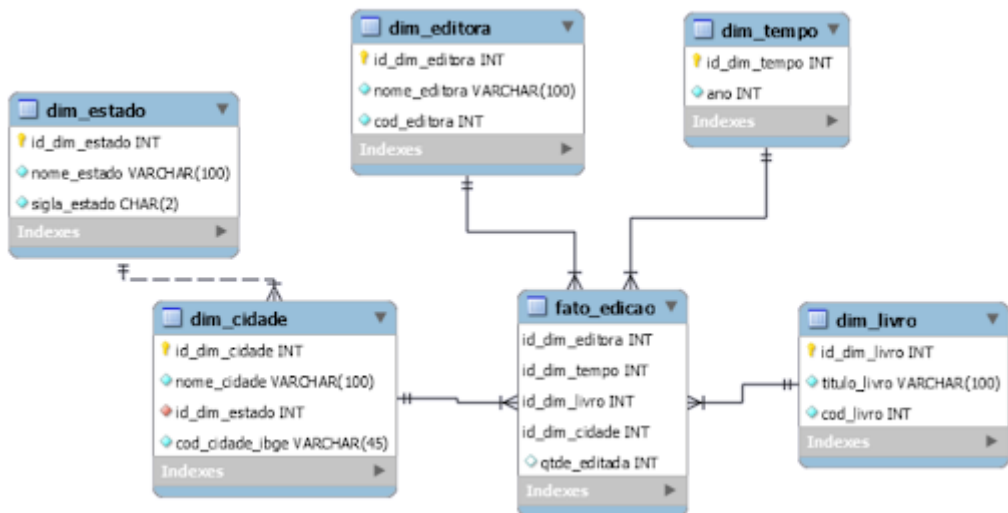 dim_editora
id_dim_editora INT
nome_editora VARCHAR(100)
cod_editora INT
Indexes
dim_tempo
id_dim_tempo INT
ano INT
Indexes
dim_estado
id_dim_estado INT
nome_estado VARCHAR(100)
sigla_estado CHAR(2)
Indexes
dim_cidade
id_dim_cidade INT
nome_cidade VARCHAR(100)
id_dim_estado INT
cod_cidade_ibge VARCHAR(45)
Indexes
fato_edicao
id_dim_editora INT
id_dim_tempo INT
id_dim_livro INT
id_dim_cidade INT
qtde_editada INT
Indexes
dim_livro
id_dim_livro INT
titulo_livro VARCHAR(100)
cod_livro INT
Indexes